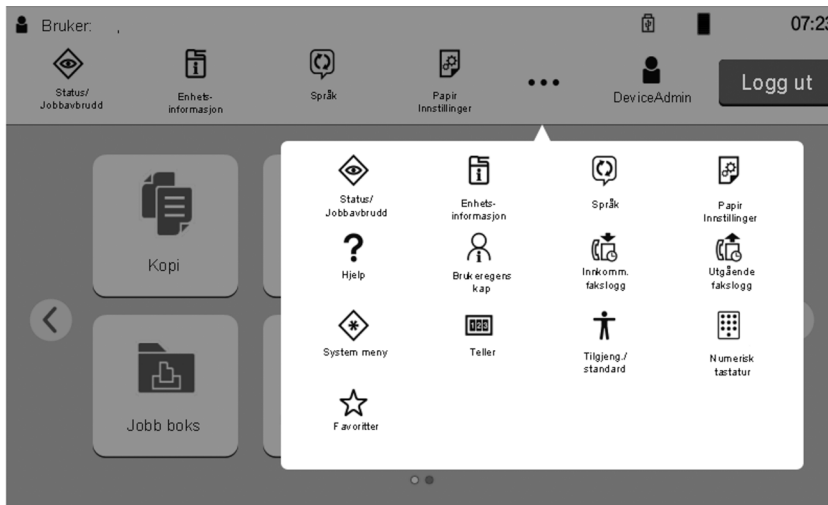 Bruker: ,
07:23
Status/
Jobbavbrudd
Enhets-
informasjon
Språk
Papir
Innstillinger
DeviceAdmin
Logg ut
Kopi
Jobb boks
Status/
Jobbavbrudd
Enhets-
informasjon
Språk
Papir
Innstillinger
Hjelp
Brukeregens
kap
Innkomm.
fakslogg
Utgående
fakslogg
System meny
123
Teller
Tilgjeng./
standard
Numerisk
tastatur
Favoritter